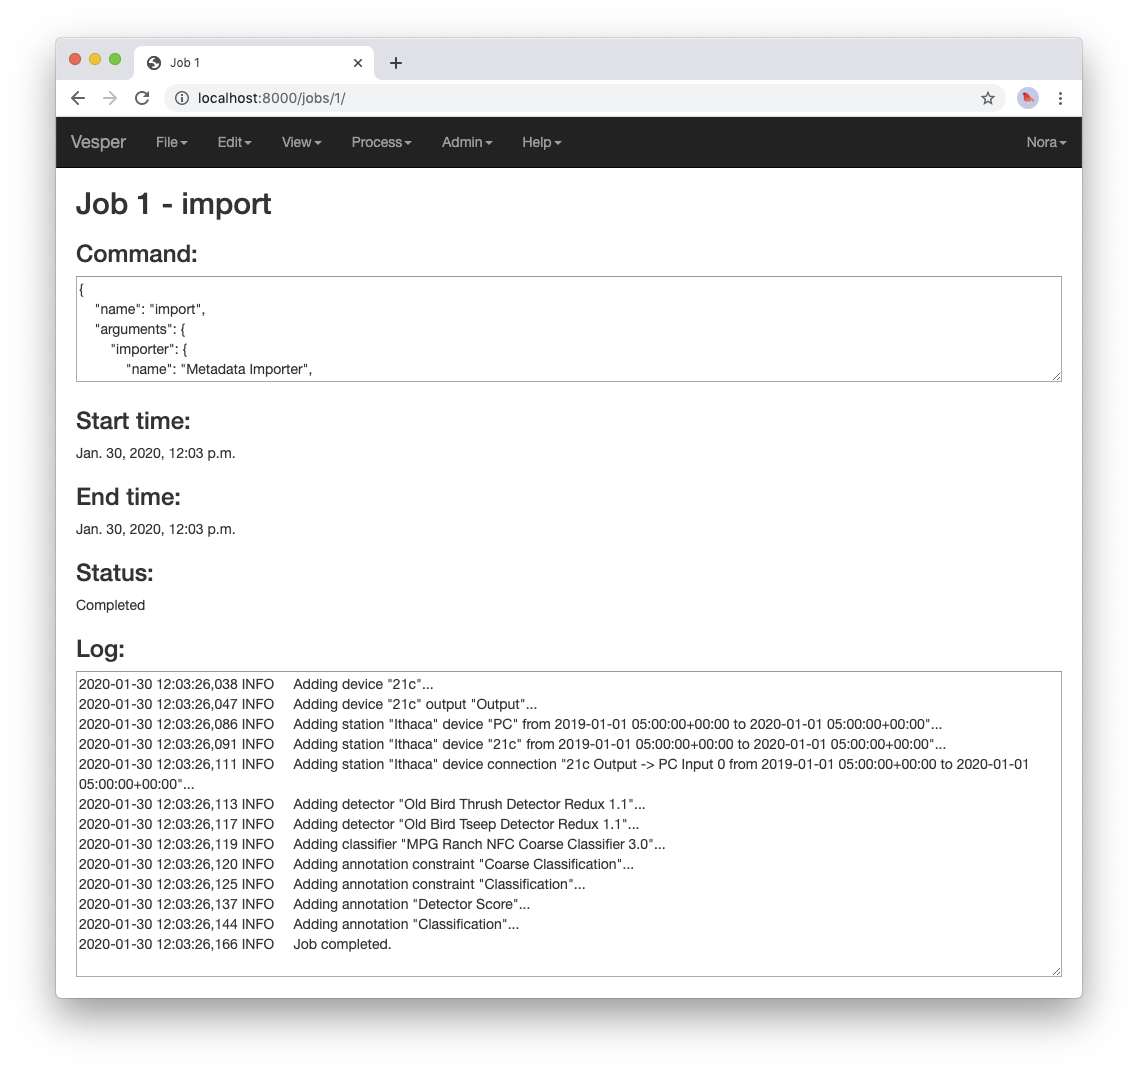 Job 1
localhost:8000/jobs/1/
Vesper File Edit View Process Admin Help Nora
Job 1 - import
Command:
{
"name": "import",
"arguments": {
"importer": {
"name": "Metadata Importer",
Start time:
Jan. 30, 2020, 12:03 p.m.
End time:
Jan. 30, 2020, 12:03 p.m.
Status:
Completed
Log:
2020-01-30 12:03:26,038 INFO Adding device "21c"...
2020-01-30 12:03:26,047 INFO Adding device "21c" output "Output"...
2020-01-30 12:03:26,086 INFO Adding station "Ithaca" device "PC" from 2019-01-01 05:00:00+00:00 to 2020-01-01 05:00:00+00:00"...
2020-01-30 12:03:26,091 INFO Adding station "Ithaca" device "21c" from 2019-01-01 05:00:00+00:00 to 2020-01-01 05:00:00+00:00"...
2020-01-30 12:03:26,111 INFO Adding station "Ithaca" device connection "21c Output -> PC Input 0 from 2019-01-01 05:00:00+00:00 to 2020-01-01
05:00:00+00:00"...
2020-01-30 12:03:26,113 INFO Adding detector "Old Bird Thrush Detector Redux 1.1"...
2020-01-30 12:03:26,117 INFO Adding detector "Old Bird Tseep Detector Redux 1.1"...
2020-01-30 12:03:26,119 INFO Adding classifier "MPG Ranch NFC Coarse Classifier 3.0"...
2020-01-30 12:03:26,120 INFO Adding annotation constraint "Coarse Classification"...
2020-01-30 12:03:26,125 INFO Adding annotation constraint "Classification"...
2020-01-30 12:03:26,137 INFO Adding annotation "Detector Score"...
2020-01-30 12:03:26,144 INFO Adding annotation "Classification"...
2020-01-30 12:03:26,166 INFO Job completed.